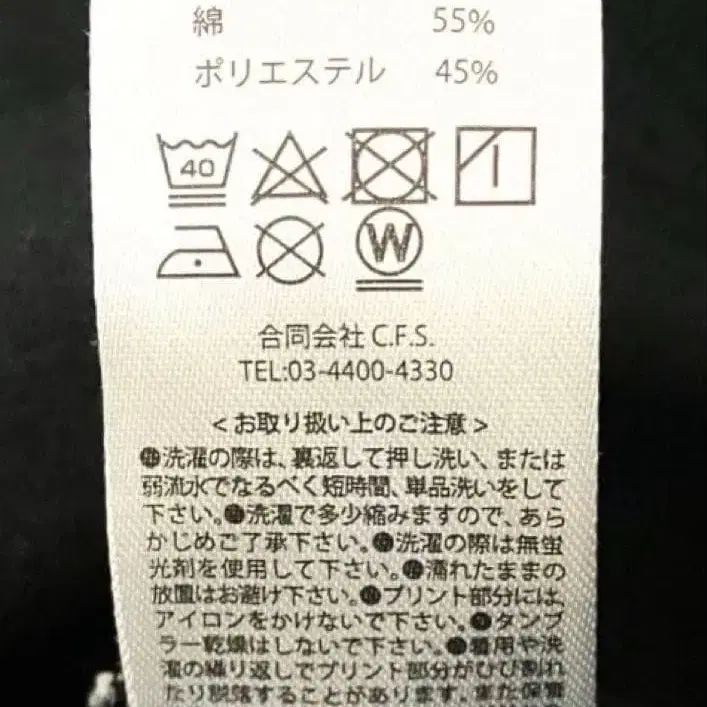 綿 55%
ポリエステル 45%
40
W
合同会社 C.F.S.
TEL:03-4400-4330
<お取り扱い上のご注意>
●洗濯の際は、裏返して押し洗い、または
弱流水でなるべく短時間、単品洗いをして
下さい。●洗濯で多少縮みますので、あら
かじめご了承下さい。●洗濯の際は無蛍
光剤を使用して下さい。●濡れたままの
放置はお避け下さい。●プリント部分には、
アイロンをかけないで下さい。●タンブ
ラー乾燥はしないで下さい。●着用や洗
濯の繰り返しでプリント部分がひび割れ
たり脱落することがあります。また保管